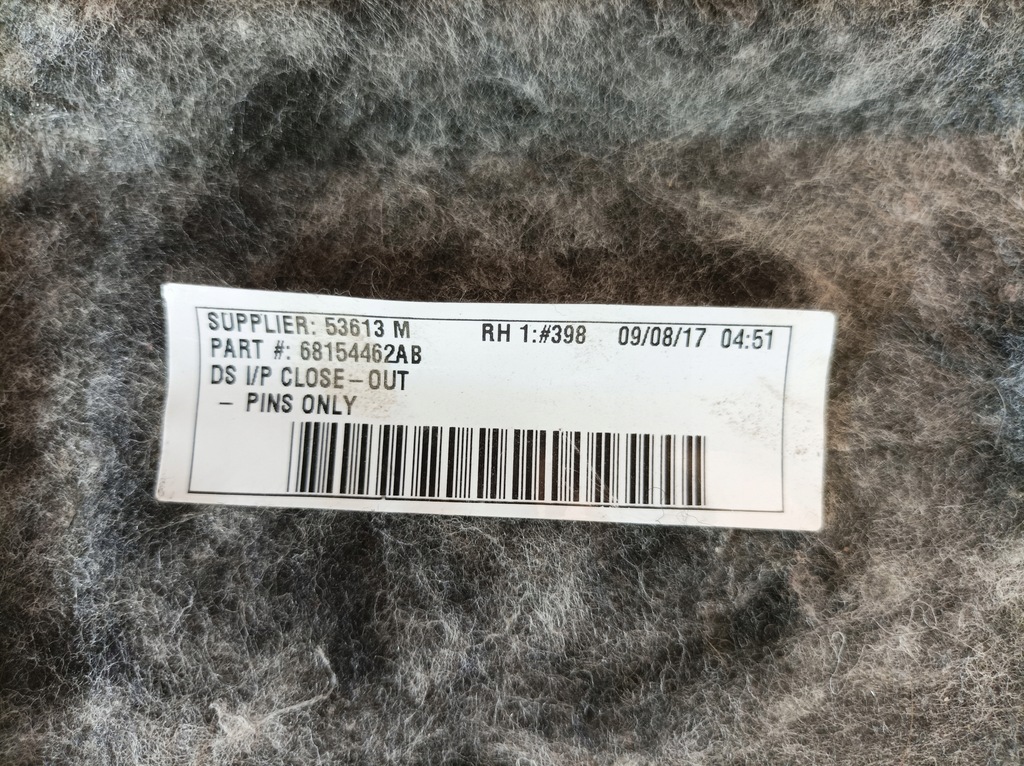 SUPPLIER: 53613 M RH 1:#398 09/08/17 04:51
PART #: 68154462AB
DS I/P CLOSE-OUT
- PINS ONLY